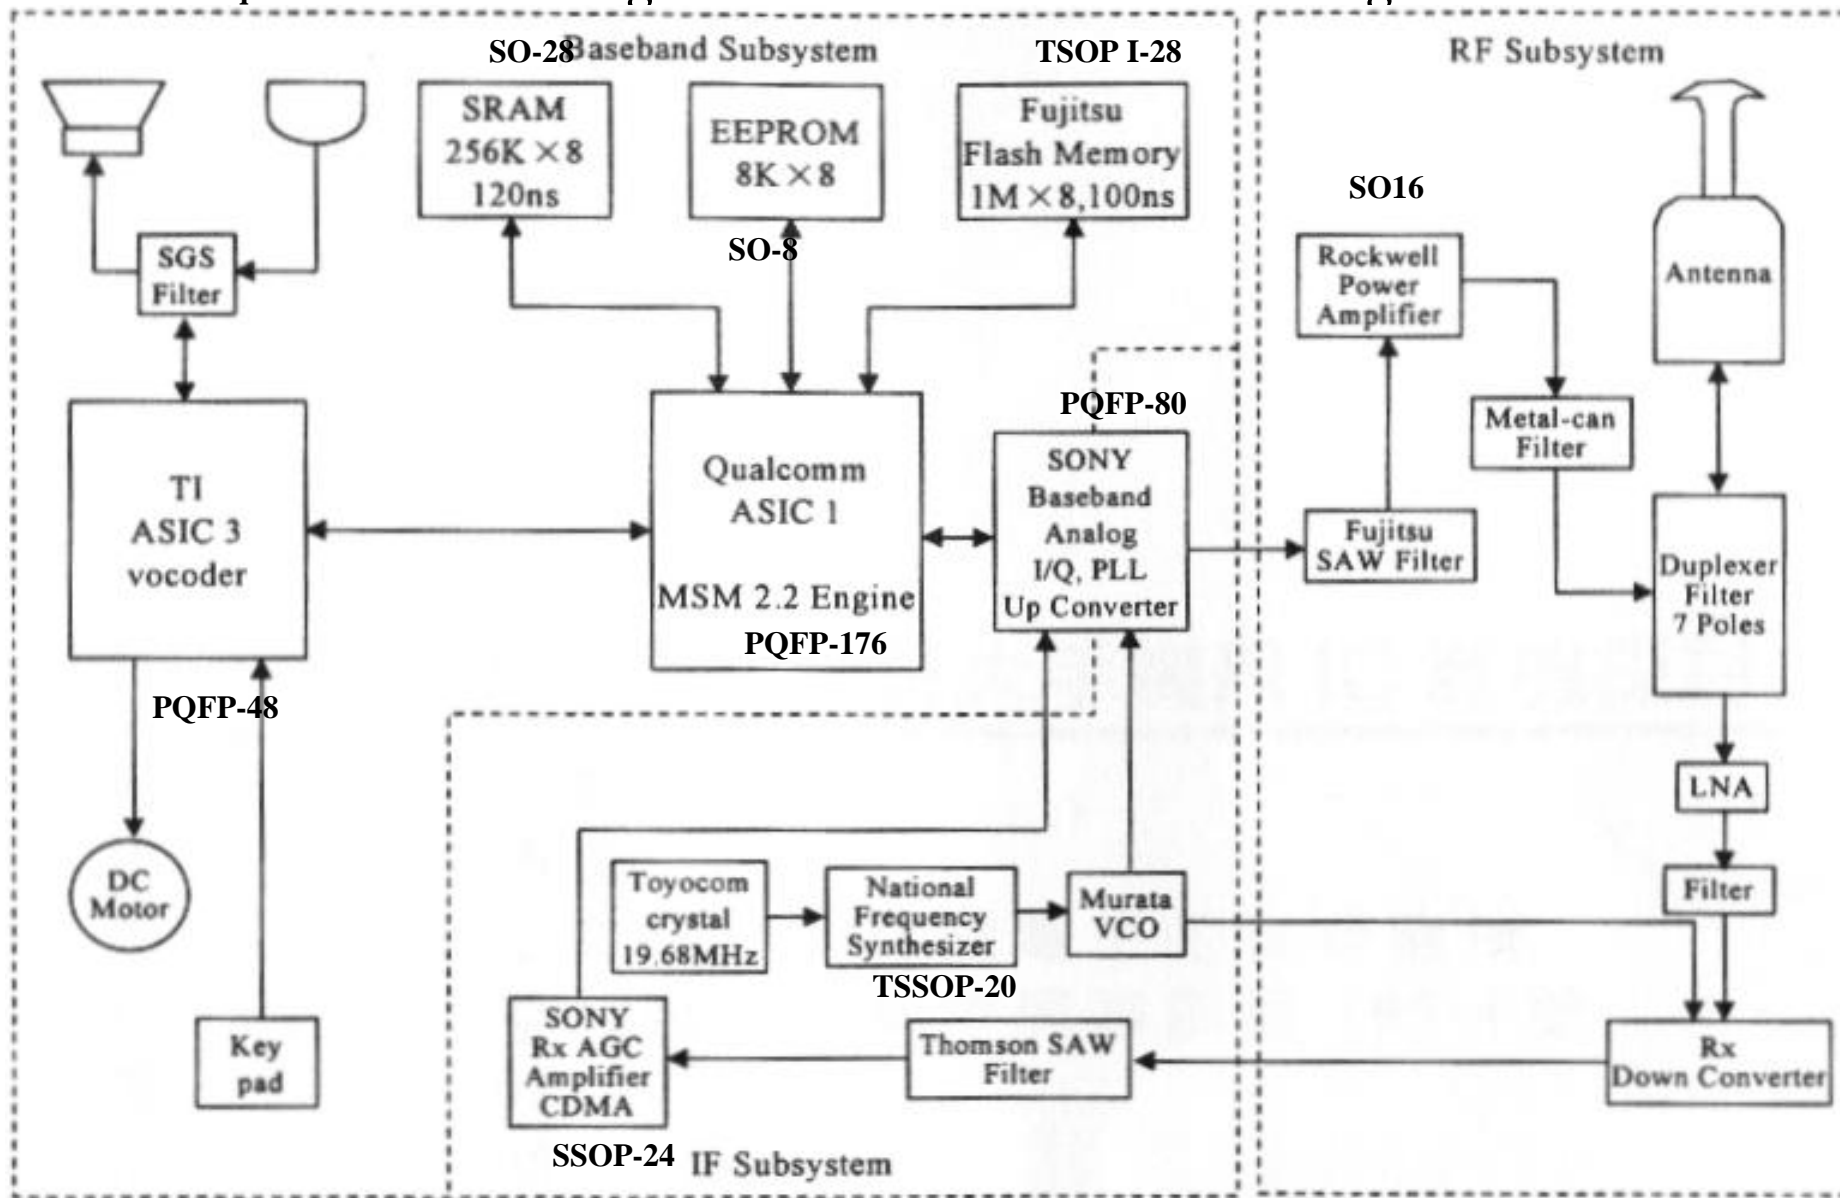 SO-28
Baseband Subsystem
TSOP I-28
RF Subsystem
SRAM
256K × 8
120ns
EEPROM
8K × 8
Fujitsu
Flash Memory
1M × 8,100ns
SO16
SO-8
SGS
Filter
Rockwell
Power
Amplifier
Antenna
PQFP-80
Metal-can
Filter
TI
ASIC 3
vocoder
Qualcomm
ASIC 1
MSM 2.2 Engine
PQFP-176
SONY
Baseband
Analog
I/Q, PLL
Up Converter
Fujitsu
SAW Filter
Duplexer
Filter
7 Poles
PQFP-48
LNA
DC
Motor
Toyocom
crystal
19.68MHz
National
Frequency
Synthesizer
Murata
VCO
Filter
TSSOP-20
Key
pad
SONY
Rx AGC
Amplifier
CDMA
Thomson SAW
Filter
Rx
Down Converter
SSOP-24
IF Subsystem